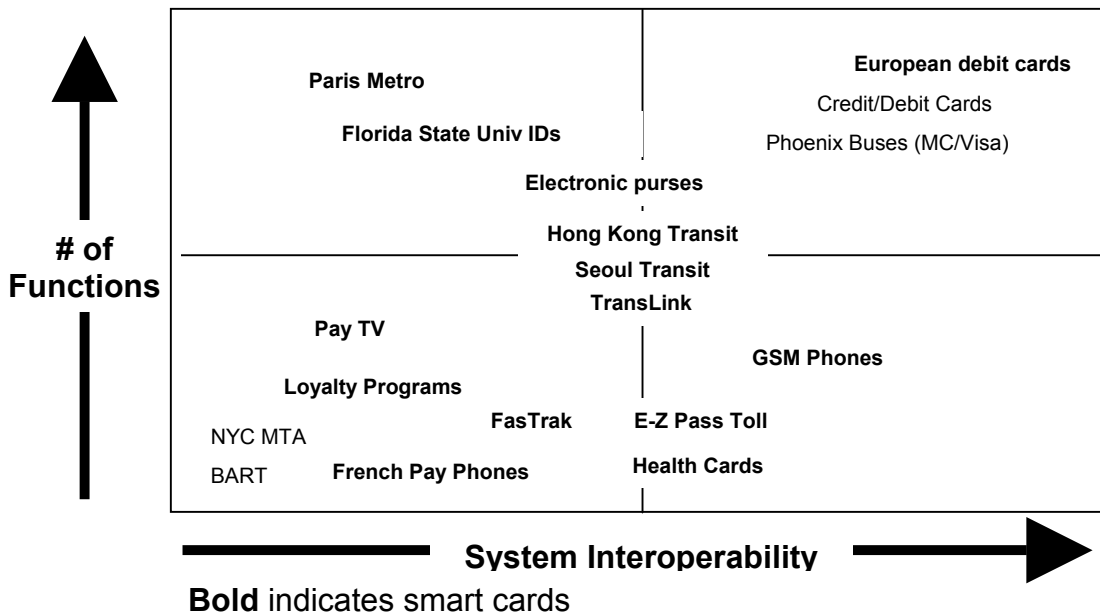 Paris Metro
European debit cards
Credit/Debit Cards
Florida State Univ IDs
Phoenix Buses (MC/Visa)
Electronic purses
Hong Kong Transit
# of
Functions
Seoul Transit
TransLink
Pay TV
GSM Phones
Loyalty Programs
FasTrak
E-Z Pass Toll
NYC MTA
Health Cards
BART
French Pay Phones
System Interoperability
Bold indicates smart cards